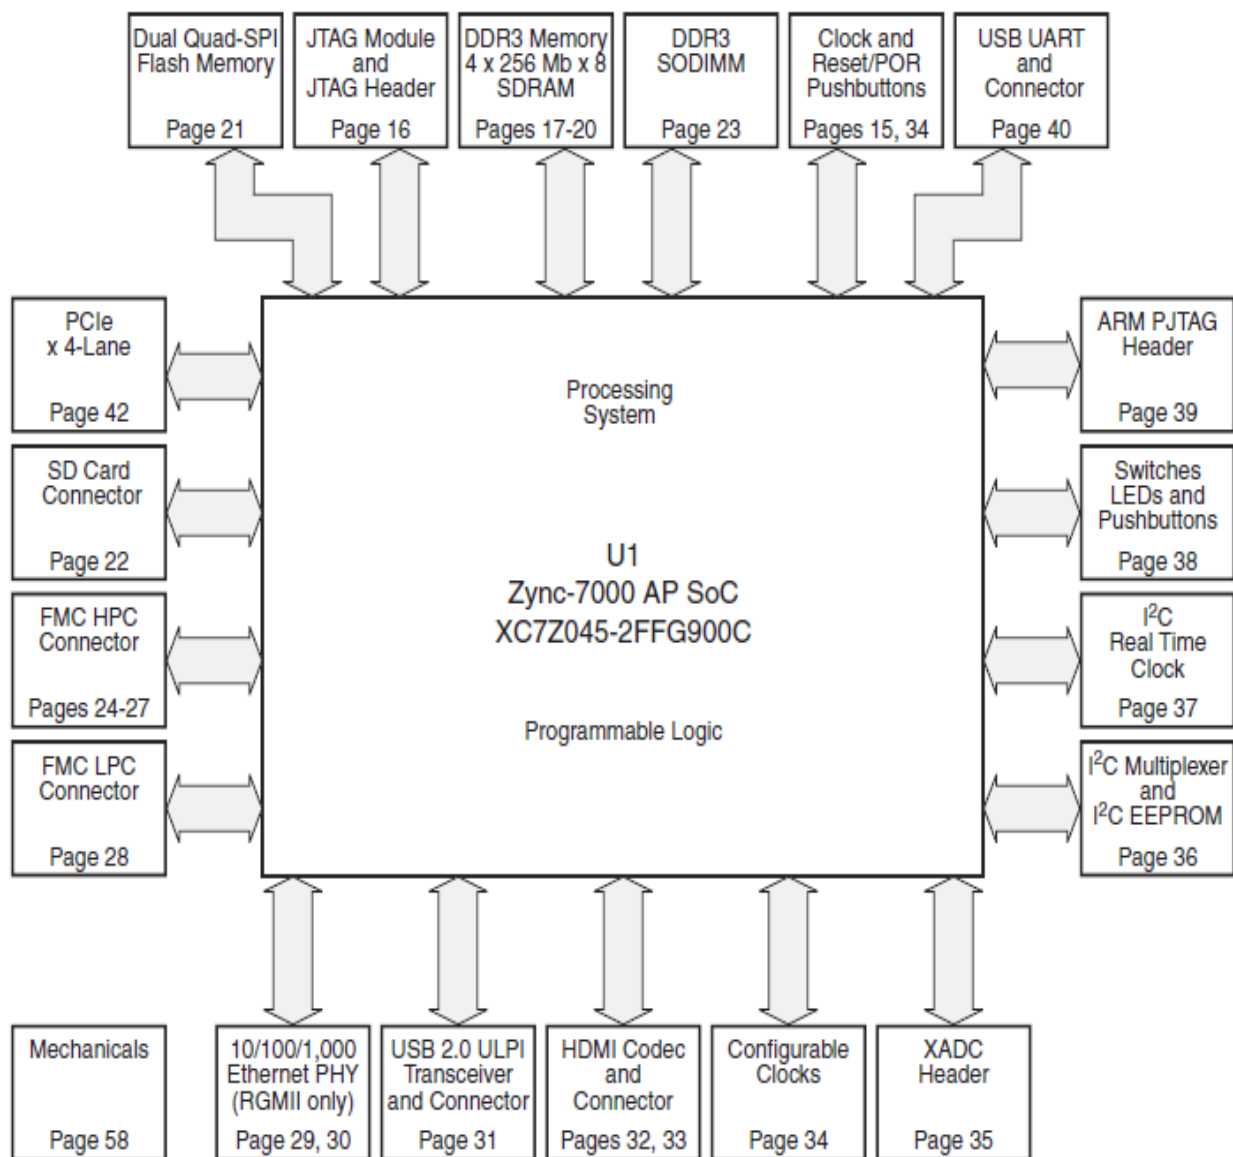 Dual Quad-SPI
Flash Memory
Page 21
JTAG Module
and
JTAG Header
Page 16
DDR3 Memory
4 x 256 Mb x 8
SDRAM
Pages 17-20
DDR3
SODIMM
Page 23
Clock and
Reset/POR
Pushbuttons
Pages 15, 34
USB UART
and
Connector
Page 40
PCIe
x 4-Lane
Page 42
SD Card
Connector
Page 22
FMC HPC
Connector
Pages 24-27
FMC LPC
Connector
Page 28
Processing
System
U1
Zync-7000 AP SoC
XC7Z045-2FFG900C
Programmable Logic
ARM PJTAG
Header
Page 39
Switches
LEDs and
Pushbuttons
Page 38
I²C
Real Time
Clock
Page 37
I²C Multiplexer
and
I²C EEPROM
Page 36
Mechanicals
Page 58
10/100/1,000
Ethernet PHY
(RGMII only)
Page 29, 30
USB 2.0 ULPI
Transceiver
and Connector
Page 31
HDMI Codec
and
Connector
Pages 32, 33
Configurable
Clocks
Page 34
XADC
Header
Page 35